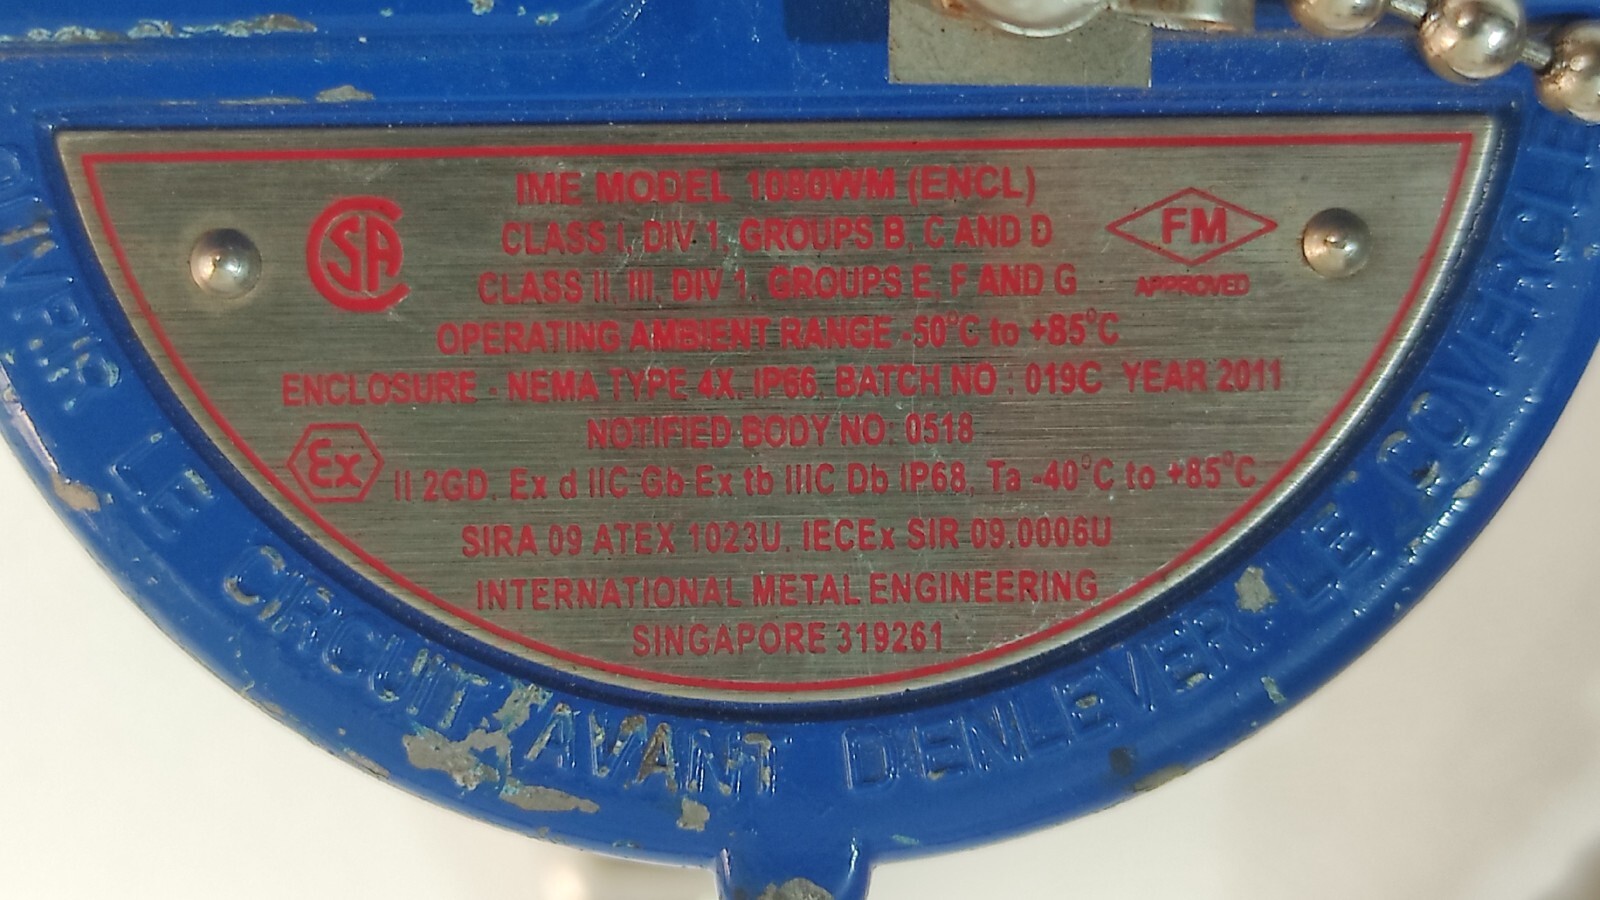 IME MODEL 1080WM (ENCL)
CSA
CLASS I, DIV 1, GROUPS B, C AND D
FM
APPROVED
CLASS II, III, DIV 1, GROUPS E, F AND G
OPERATING AMBIENT RANGE -50°C to +85°C
ENCLOSURE - NEMA TYPE 4X, IP66, BATCH NO : 019C YEAR 2011
NOTIFIED BODY NO: 0518
Ex II 2GD, Ex d IIC Gb Ex tb IIIC Db IP68, Ta -40°C to +85°C
SIRA 09 ATEX 1023U, IECEx SIR 09.0006U
INTERNATIONAL METAL ENGINEERING
SINGAPORE 319261
LE CIRCUIT AVANT DENLEVER LE COVERCLE